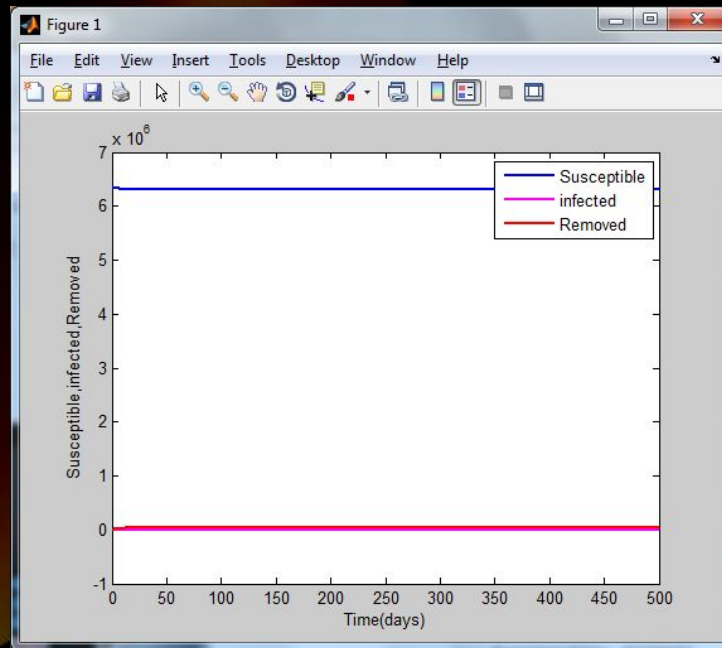 Figure 1
File Edit View Insert Tools Desktop Window Help
x 10^6
7
6
5
4
3
2
1
0
-1
Susceptible,infected,Removed
Susceptible
infected
Removed
0 50 100 150 200 250 300 350 400 450 500
Time(days)